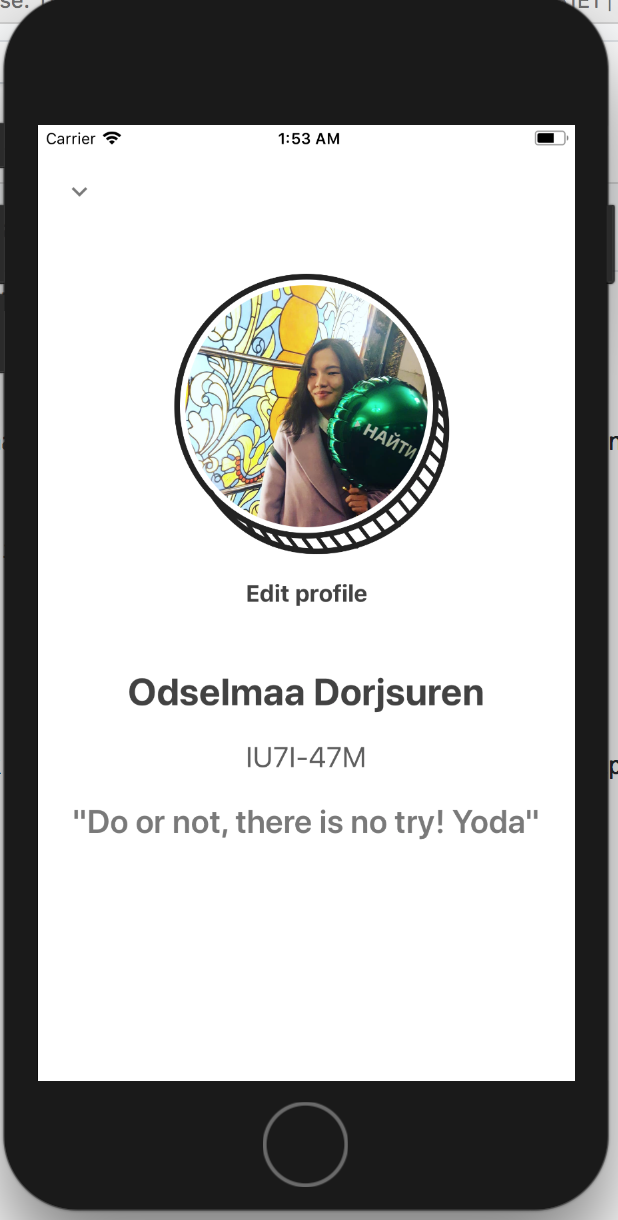 Carrier
1:53 AM
НАЙТИ
Edit profile
Odselmaa Dorjsuren
IU7I-47M
"Do or not, there is no try! Yoda"